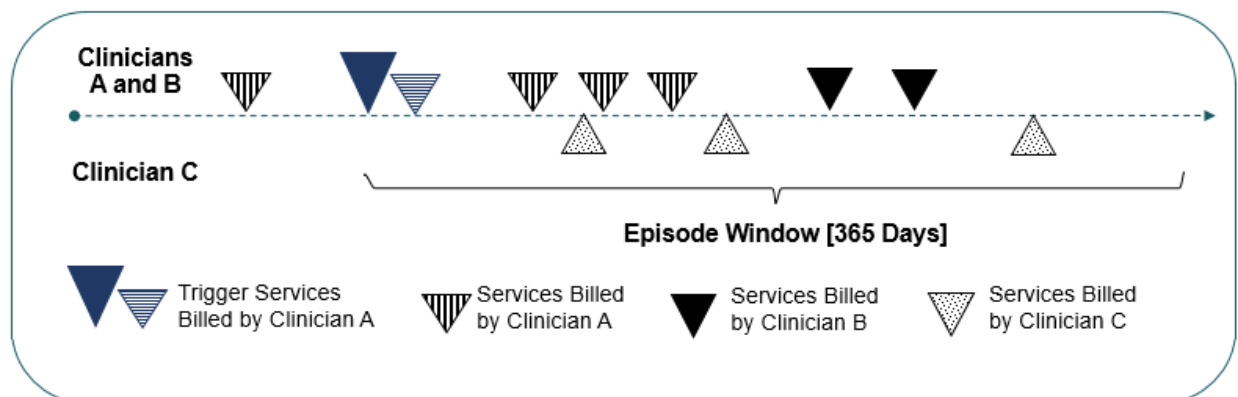 Clinicians
A and B
Clinician C
Episode Window [365 Days]
Trigger Services
Billed by Clinician A
Services Billed
by Clinician A
Services Billed
by Clinician B
Services Billed
by Clinician C